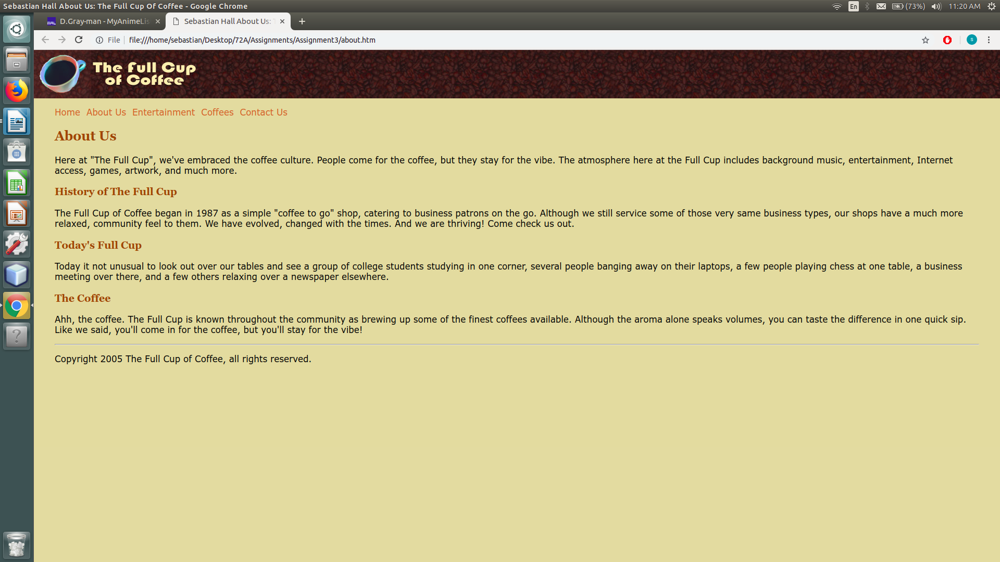 Sebastian Hall About Us: The Full Cup Of Coffee - Google Chrome
En
(73%)
11:20 AM
MAL
D.Gray-man - MyAnimeLis
Sebastian Hall About Us: T
File
file:///home/sebastian/Desktop/72A/Assignments/Assignment3/about.htm
S
The Full Cup
of Coffee
Home About Us Entertainment Coffees Contact Us
About Us
Here at "The Full Cup", we've embraced the coffee culture. People come for the coffee, but they stay for the vibe. The atmosphere here at the Full Cup includes background music, entertainment, Internet
access, games, artwork, and much more.
History of The Full Cup
The Full Cup of Coffee began in 1987 as a simple "coffee to go" shop, catering to business patrons on the go. Although we still service some of those very same business types, our shops have a much more
relaxed, community feel to them. We have evolved, changed with the times. And we are thriving! Come check us out.
Today's Full Cup
Today it not unusual to look out over our tables and see a group of college students studying in one corner, several people banging away on their laptops, a few people playing chess at one table, a business
meeting over there, and a few others relaxing over a newspaper elsewhere.
The Coffee
Ahh, the coffee. The Full Cup is known throughout the community as brewing up some of the finest coffees available. Although the aroma alone speaks volumes, you can taste the difference in one quick sip.
Like we said, you'll come in for the coffee, but you'll stay for the vibe!
Copyright 2005 The Full Cup of Coffee, all rights reserved.